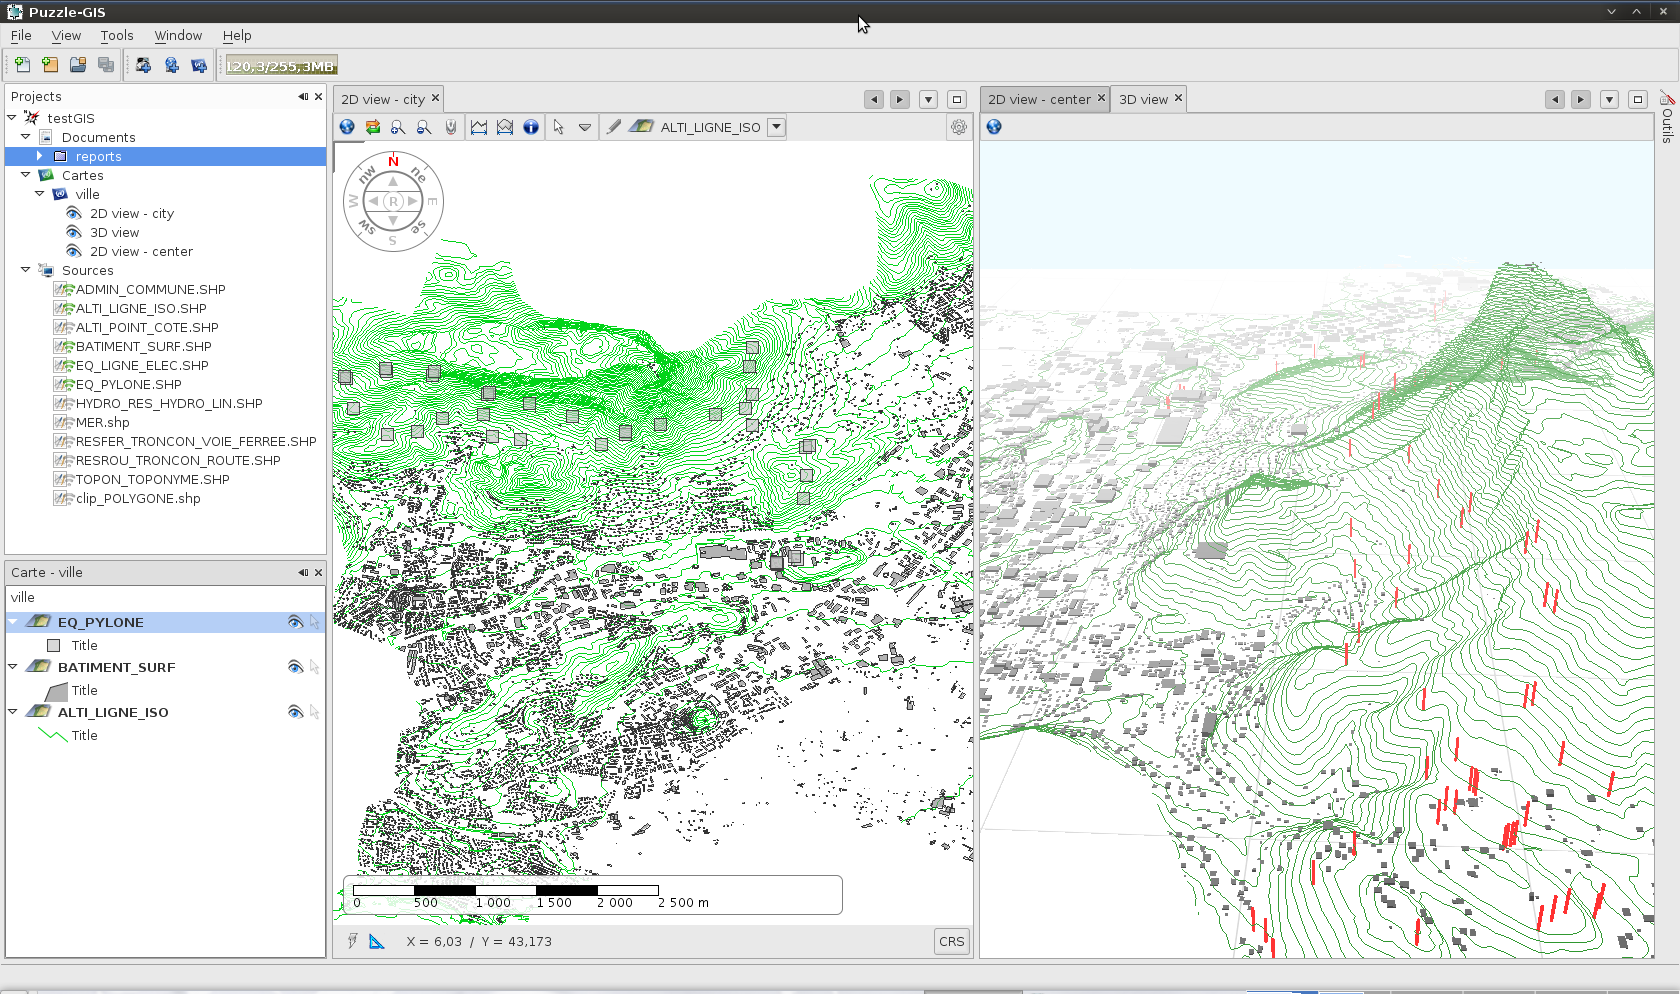 Puzzle-GIS
File View Tools Window Help
120,3/255,3MB
Projects
testGIS
Documents
reports
Cartes
ville
2D view - city
3D view
2D view - center
Sources
ADMIN_COMMUNE.SHP
ALTI_LIGNE_ISO.SHP
ALTI_POINT_COTE.SHP
BATIMENT_SURF.SHP
EQ_LIGNE_ELEC.SHP
EQ_PYLONE.SHP
HYDRO_RES_HYDRO_LIN.SHP
MER.shp
RESFER_TRONCON_VOIE_FERREE.SHP
RESROU_TRONCON_ROUTE.SHP
TOPON_TOPONYME.SHP
clip_POLYGONE.shp
Carte - ville
ville
EQ_PYLONE
Title
BATIMENT_SURF
Title
ALTI_LIGNE_ISO
Title
2D view - city
ALTI_LIGNE_ISO
N
nw ne
W R E
sw se
S
0 500 1 000 1 500 2 000 2 500 m
X = 6,03 / Y = 43,173
CRS
2D view - center 3D view
Outils